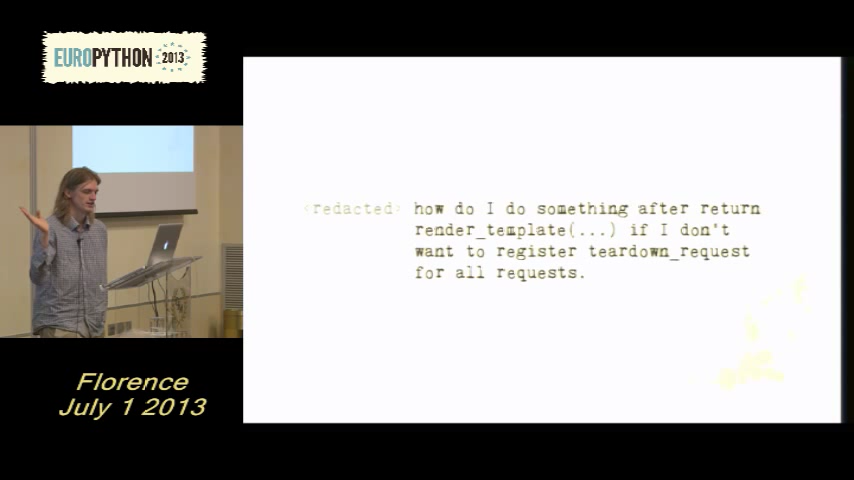 EUROPYTHON 2013
<redacted> how do I do something after return
render_template(...) if I don't
want to register teardown_request
for all requests.
Florence
July 1 2013